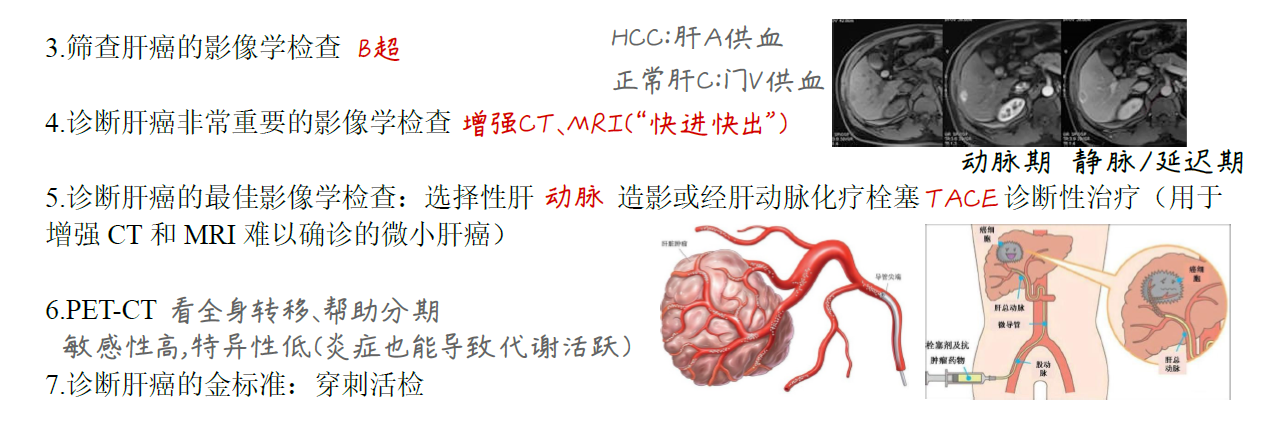 3.筛查肝癌的影像学检查 B超
HCC:肝A供血
正常肝C:门V供血
4.诊断肝癌非常重要的影像学检查 增强CT、MRI(“快进快出”)
动脉期 静脉/延迟期
5.诊断肝癌的最佳影像学检查：选择性肝 动脉 造影或经肝动脉化疗栓塞 TACE 诊断性治疗（用于
增强 CT 和 MRI 难以确诊的微小肝癌）
肝脏肿瘤
导管尖端
癌细
胞
肝总动脉
微导管
栓塞剂及抗
肿瘤药物
股动
脉
癌细
胞
肝总
动脉
6.PET-CT 看全身转移、帮助分期
敏感性高,特异性低(炎症也能导致代谢活跃)
7.诊断肝癌的金标准：穿刺活检